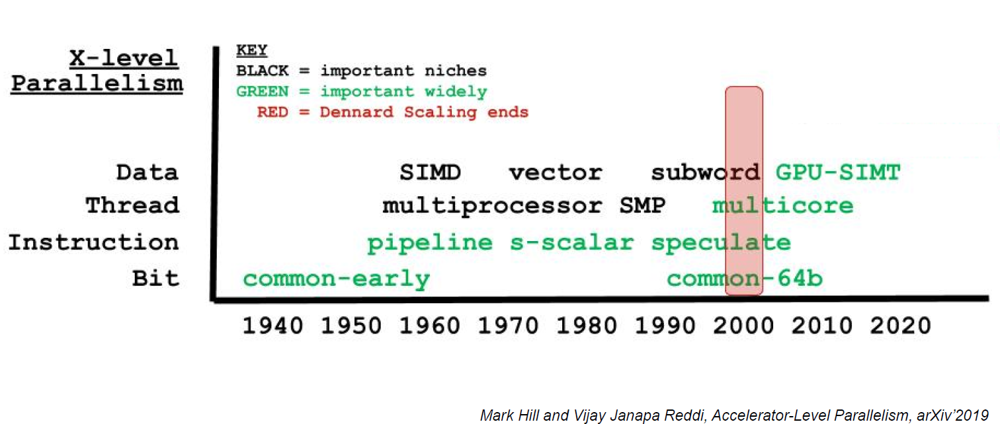 X-level
Parallelism
KEY
BLACK = important niches
GREEN = important widely
RED = Dennard Scaling ends
Data SIMD vector subword GPU-SIMT
Thread multiprocessor SMP multicore
Instruction pipeline s-scalar speculate
Bit common-early common-64b
1940 1950 1960 1970 1980 1990 2000 2010 2020
Mark Hill and Vijay Janapa Reddi, Accelerator-Level Parallelism, arXiv’2019